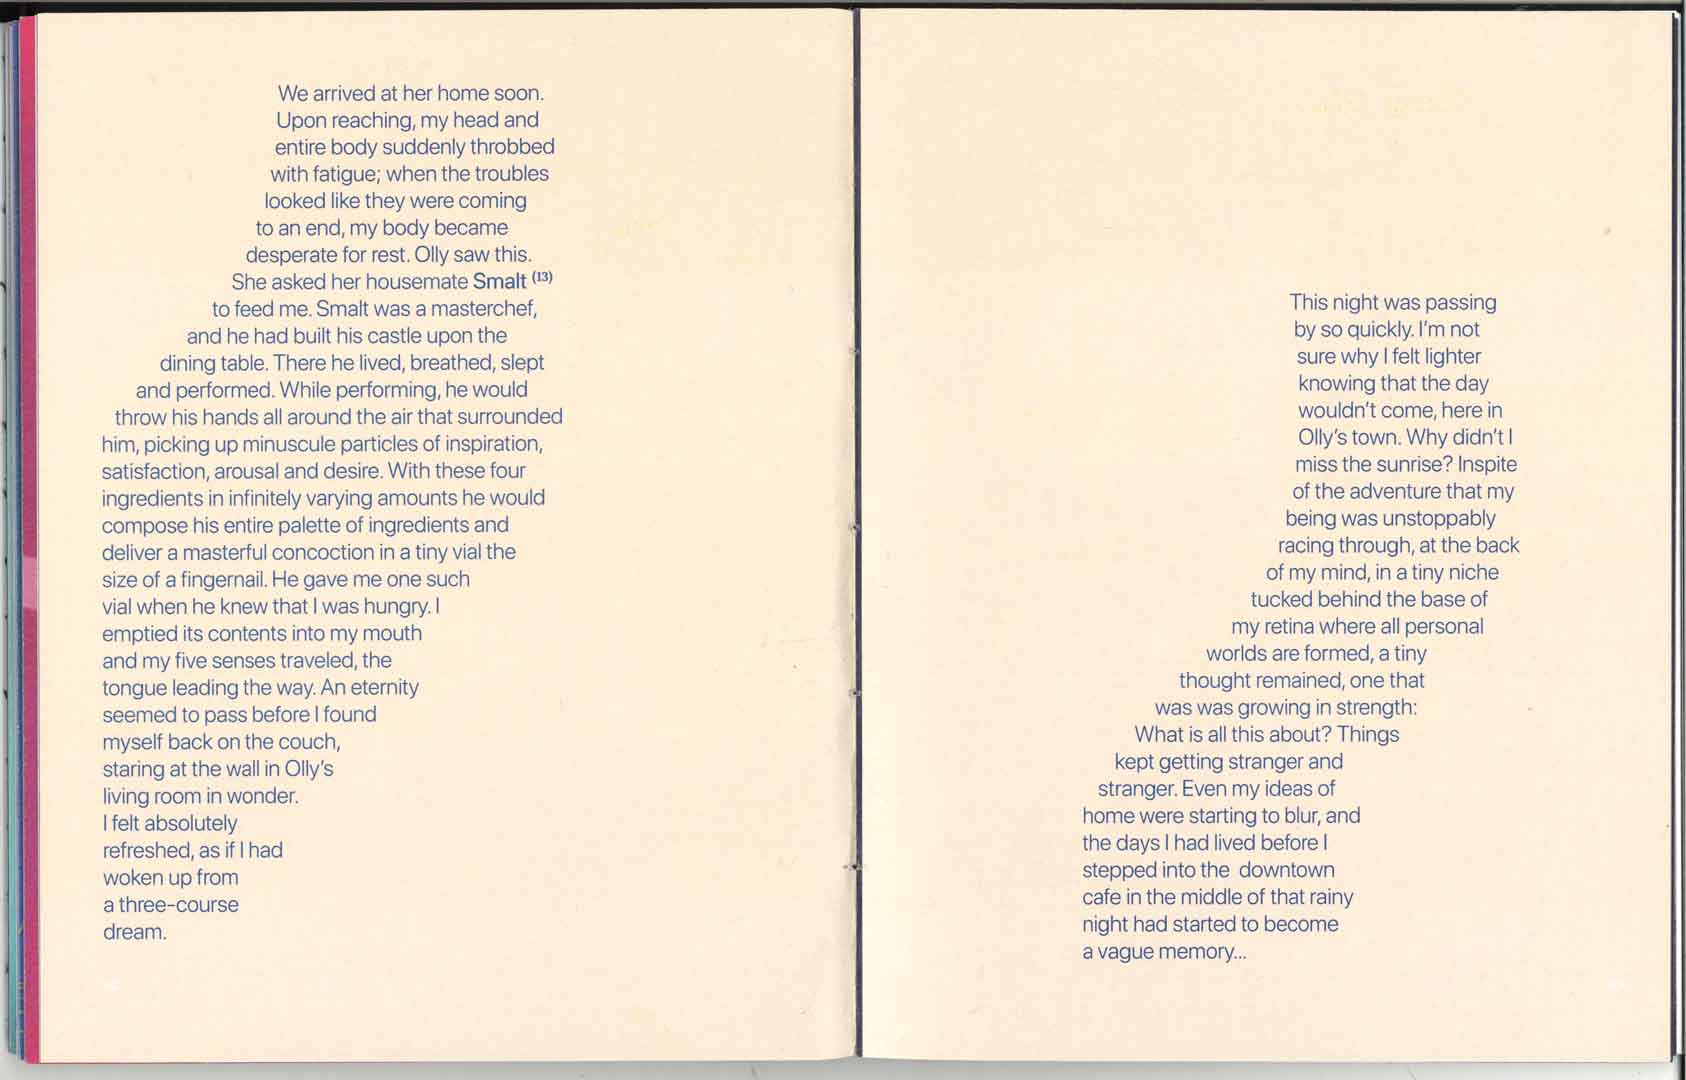 We arrived at her home soon.
Upon reaching, my head and
entire body suddenly throbbed
with fatigue; when the troubles
looked like they were coming
to an end, my body became
desperate for rest. Olly saw this.
She asked her housemate Smalt (13)
to feed me. Smalt was a masterchef,
and he had built his castle upon the
dining table. There he lived, breathed, slept
and performed. While performing, he would
throw his hands all around the air that surrounded
him, picking up minuscule particles of inspiration,
satisfaction, arousal and desire. With these four
ingredients in infinitely varying amounts he would
compose his entire palette of ingredients and
deliver a masterful concoction in a tiny vial the
size of a fingernail. He gave me one such
vial when he knew that I was hungry. I
emptied its contents into my mouth
and my five senses traveled, the
tongue leading the way. An eternity
seemed to pass before I found
myself back on the couch,
staring at the wall in Olly's
living room in wonder.
I felt absolutely
refreshed, as if I had
woken up from
a three-course
dream.
This night was passing
by so quickly. I'm not
sure why I felt lighter
knowing that the day
wouldn't come, here in
Olly's town. Why didn't I
miss the sunrise? Inspite
of the adventure that my
being was unstoppably
racing through, at the back
of my mind, in a tiny niche
tucked behind the base of
my retina where all personal
worlds are formed, a tiny
thought remained, one that
was was growing in strength:
What is all this about? Things
kept getting stranger and
stranger. Even my ideas of
home were starting to blur, and
the days I had lived before I
stepped into the  downtown
cafe in the middle of that rainy
night had started to become
a vague memory...